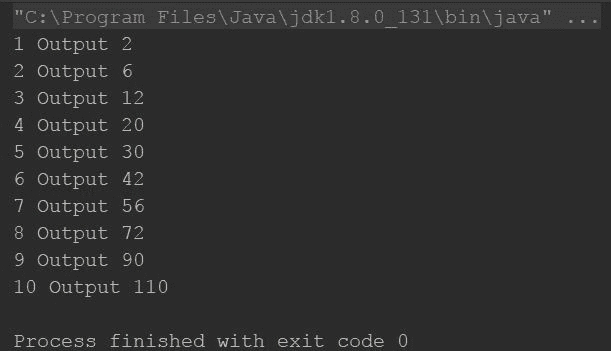 "C:\Program Files\Java\jdk1.8.0_131\bin\java" ...
1 Output 2
2 Output 6
3 Output 12
4 Output 20
5 Output 30
6 Output 42
7 Output 56
8 Output 72
9 Output 90
10 Output 110
Process finished with exit code 0